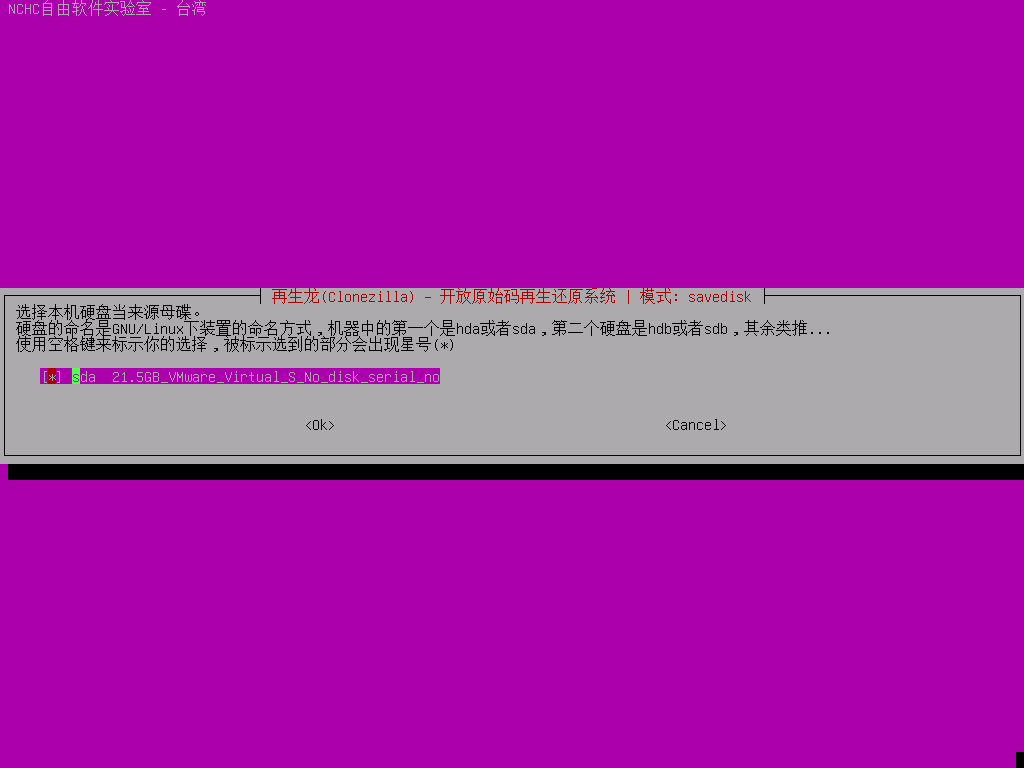 NCHC自由软件实验室 - 台湾
再生龙(Clonezilla) - 开放原始码再生还原系统 | 模式: savedisk
选择本机硬盘当来源母碟。
硬盘的命名是GNU/Linux下装置的命名方式,机器中的第一个是hda或者sda,第二个硬盘是hdb或者sdb,其余类推...
使用空格键来标示你的选择,被标示选到的部分会出现星号(*)
[*] sda 21.5GB_VMware_Virtual_S_No_disk_serial_no
<Ok> <Cancel>